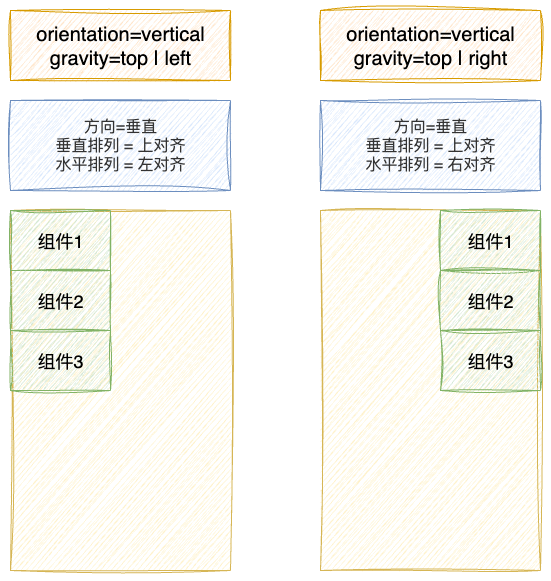 orientation=vertical
gravity=top | left
方向=垂直
垂直排列 = 上对齐
水平排列 = 左对齐
组件1
组件2
组件3
orientation=vertical
gravity=top | right
方向=垂直
垂直排列 = 上对齐
水平排列 = 右对齐
组件1
组件2
组件3